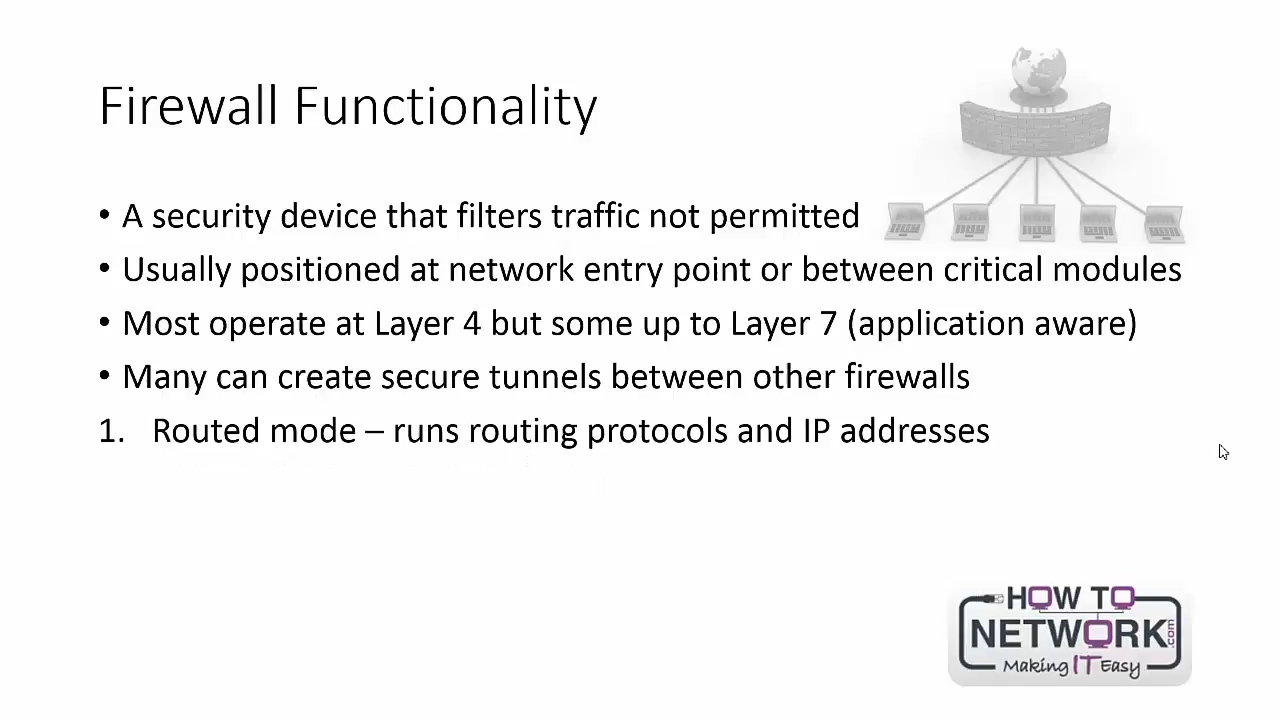 Firewall Functionality
• A security device that filters traffic not permitted
• Usually positioned at network entry point or between critical modules
• Most operate at Layer 4 but some up to Layer 7 (application aware)
• Many can create secure tunnels between other firewalls
1. Routed mode – runs routing protocols and IP addresses
HOW TO
NETWORK.com
Making IT Easy